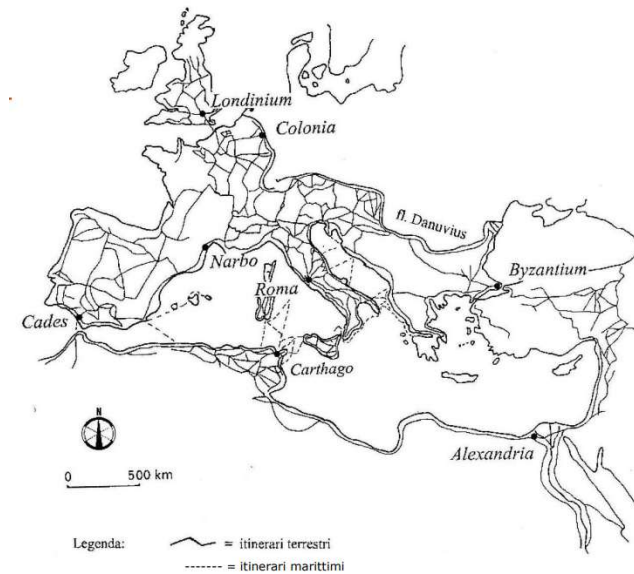 Londinium
Colonia
fl. Danuvius
Narbo
Roma
Byzantium
Cades
Carthago
N
Alexandria
0 500 km
Legenda: = itinerari terrestri
= itinerari marittimi